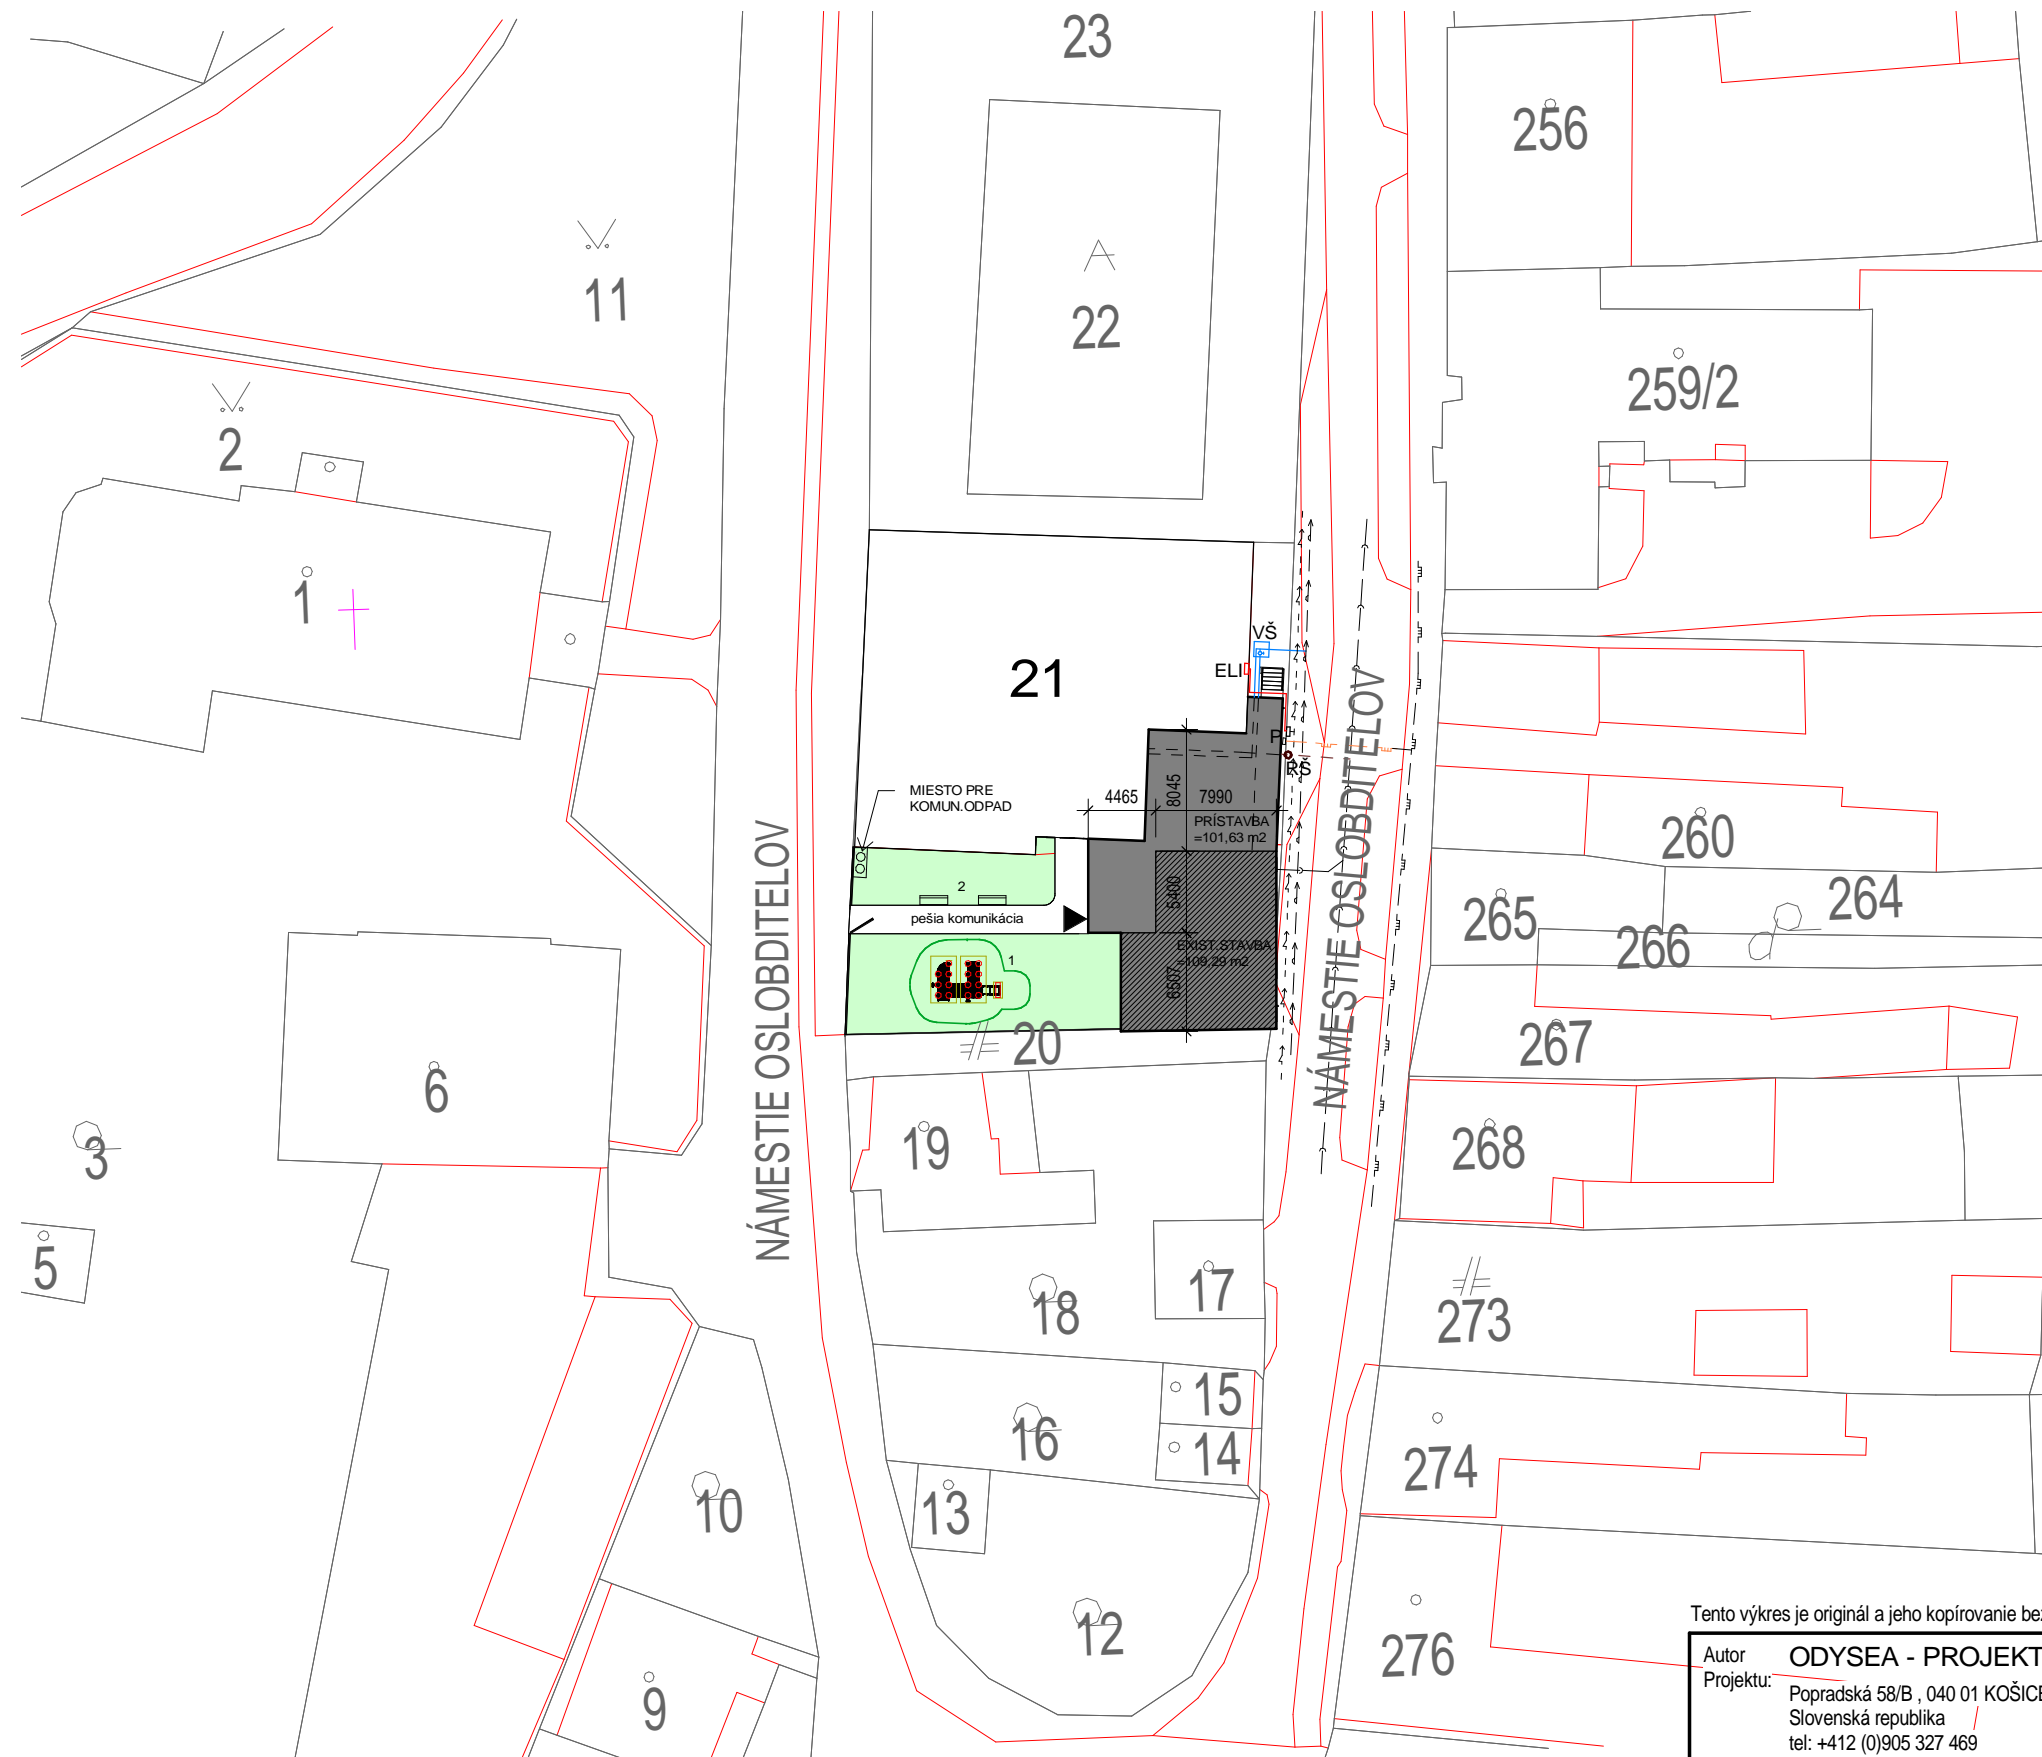 23
256
11
22
259/2
2
1
VŠ
ELI
21
P
RŠ
MIESTO PRE
KOMUN.ODPAD
4465
8045
7990
PRÍSTAVBA
=101,63 m2
260
2
5400
pešia komunikácia
265
266
264
EXIST.STAVBA
=109,29 m2
1
6507
NÁMESTIE OSLOBDITEĽOV
NÁMESTIE OSLOBDITEĽOV
20
267
6
3
19
268
5
18
17
273
15
16
14
274
10
13
12
276
9
Tento výkres je originál a jeho kopírovanie bez
Autor
Projektu:
ODYSEA - PROJEKT
Popradská 58/B , 040 01 KOŠICE
Slovenská republika
tel: +412 (0)905 327 469